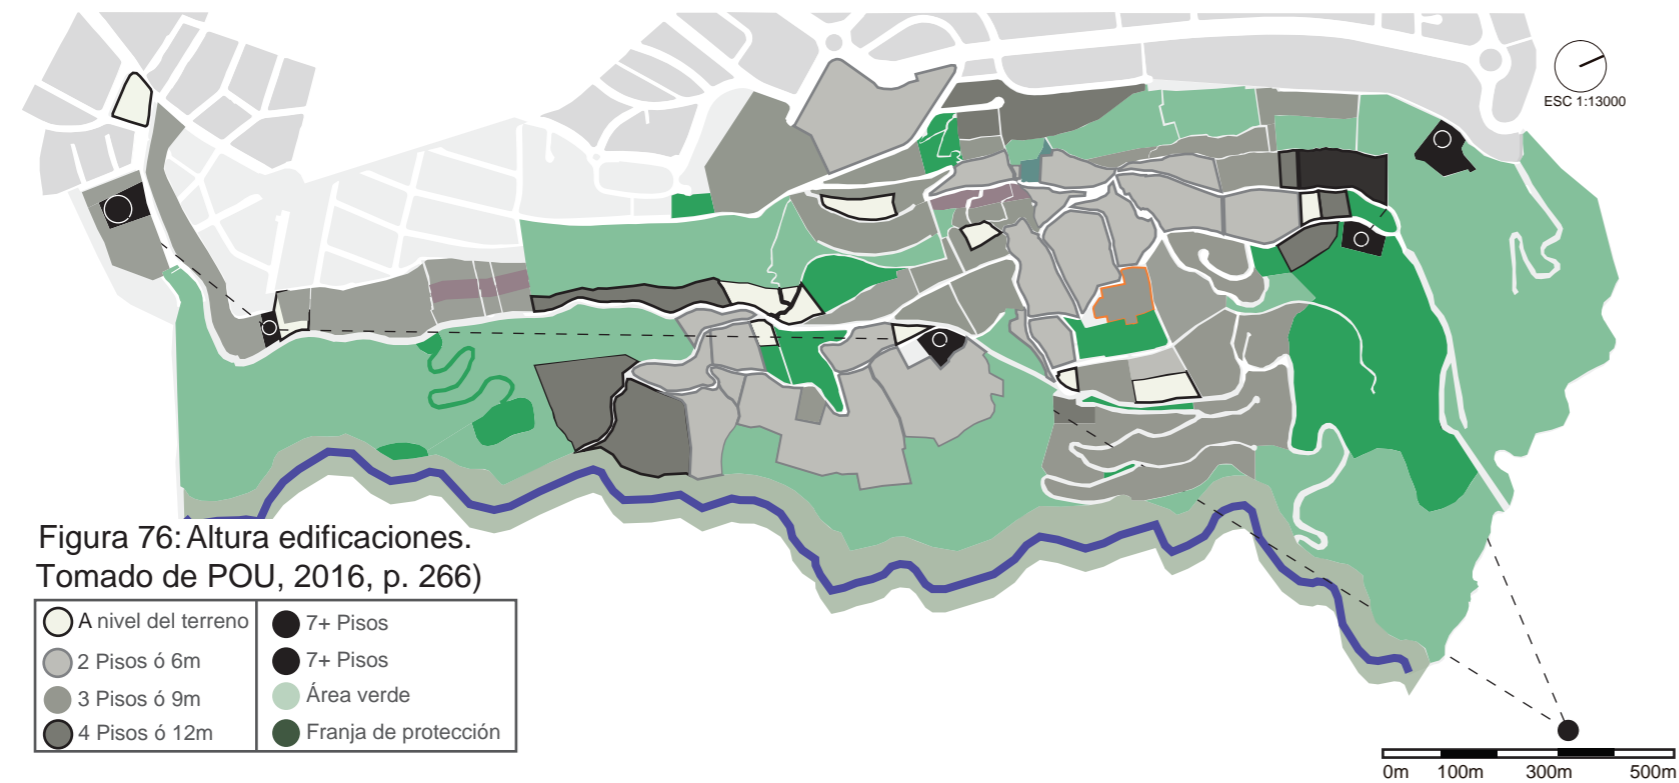 ESC 1:13000
Figura 76: Altura edificaciones.
Tomado de POU, 2016, p. 266)
A nivel del terreno
2 Pisos ó 6m
3 Pisos ó 9m
4 Pisos ó 12m
7+ Pisos
7+ Pisos
Área verde
Franja de protección
0m 100m 300m 500m